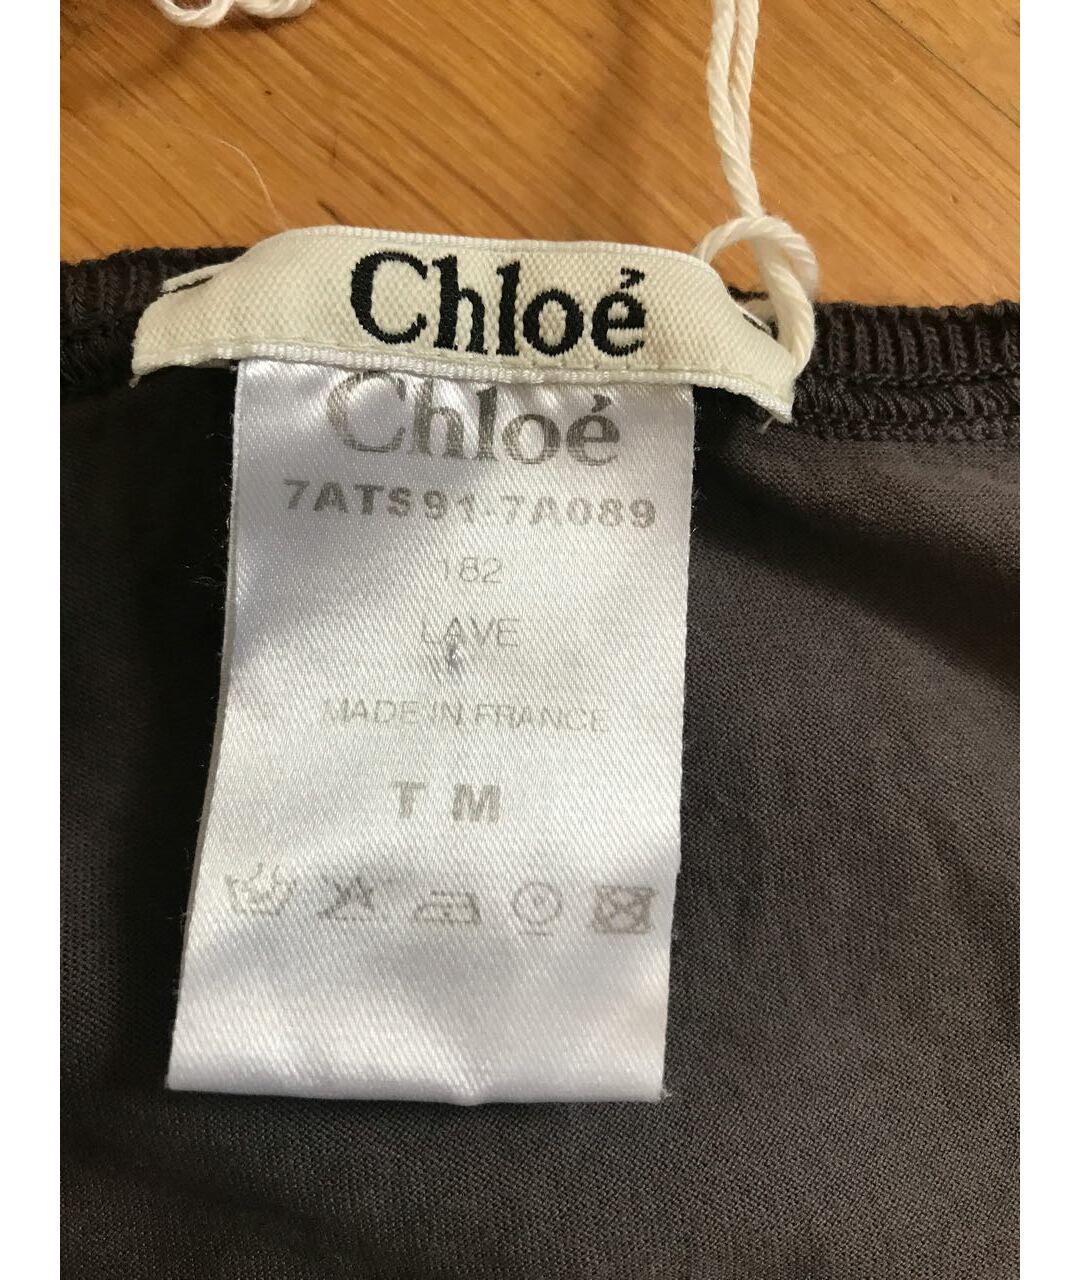 Chloé
Chloé
7ATS91-7A089
182
LAVE
MADE IN FRANCE
T M